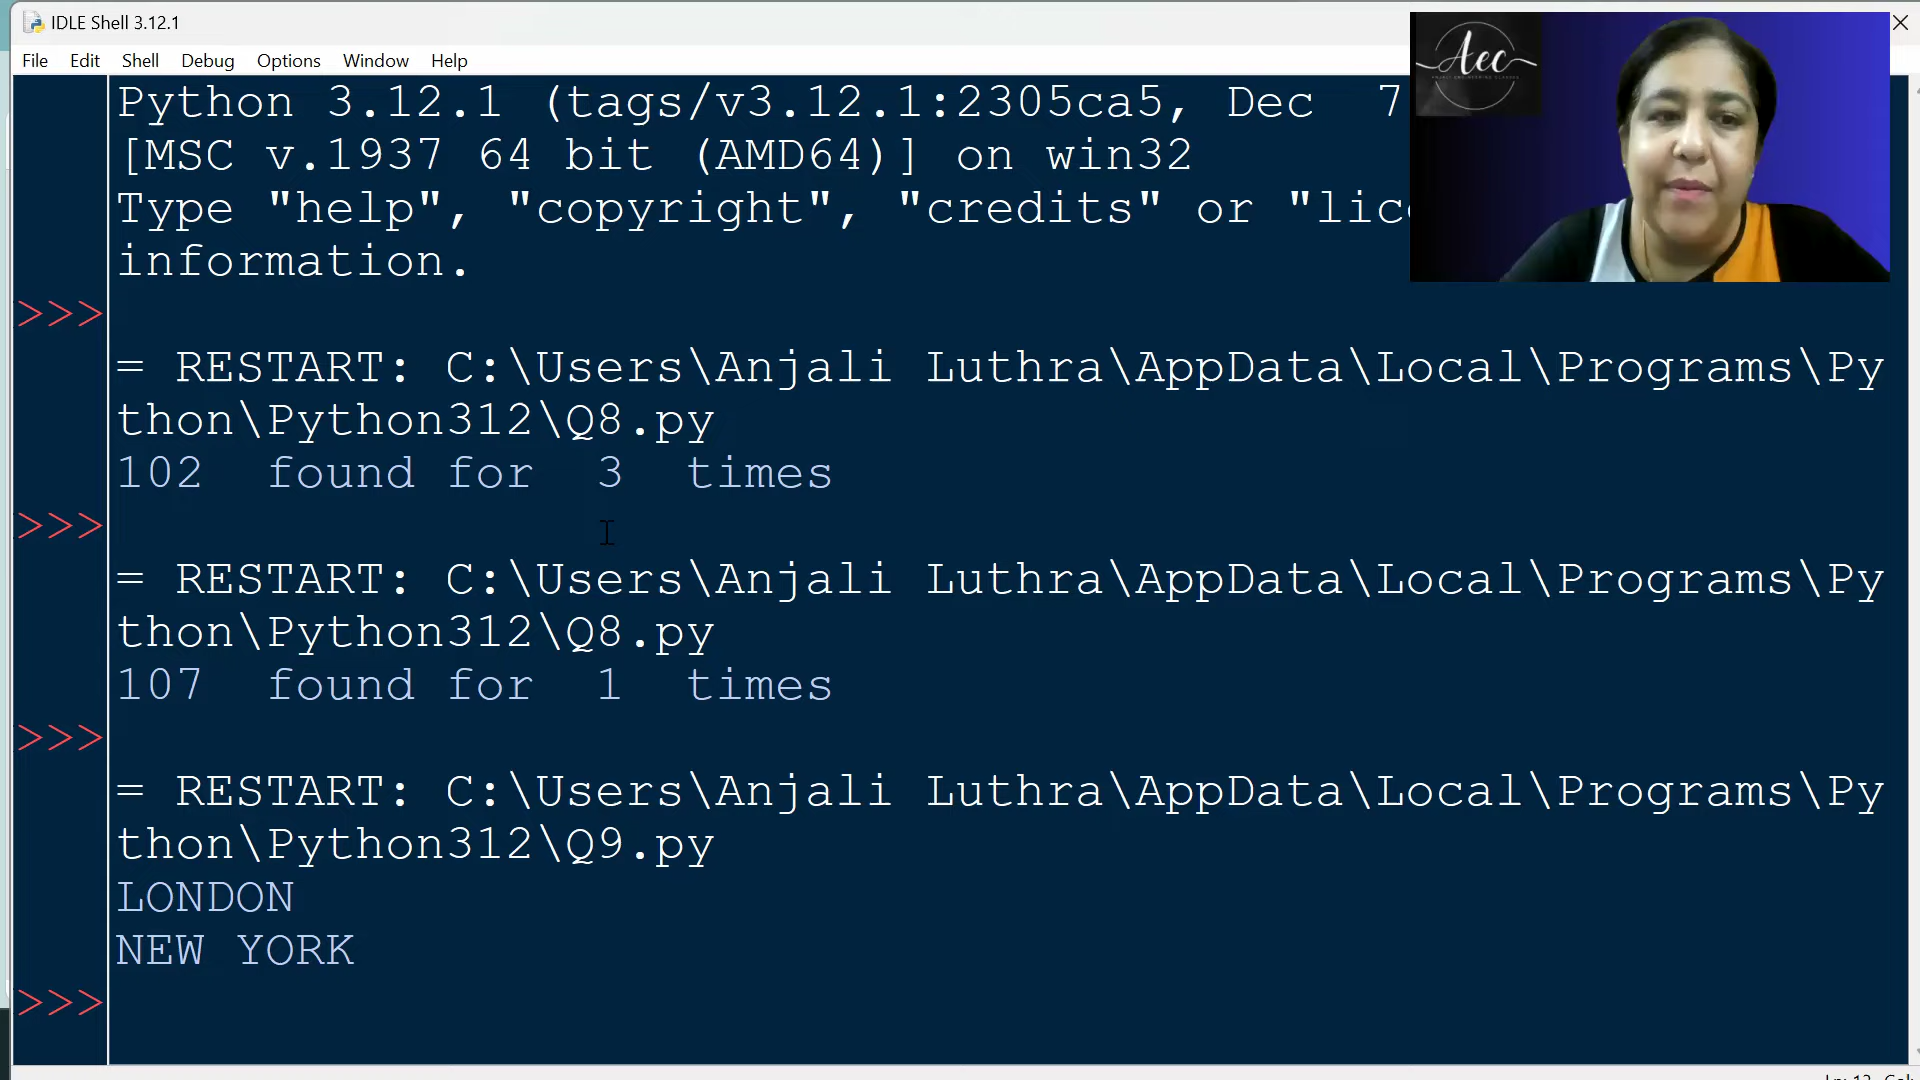 IDLE Shell 3.12.1
File Edit Shell Debug Options Window Help
Aec
Python 3.12.1 (tags/v3.12.1:2305ca5, Dec 7
[MSC v.1937 64 bit (AMD64)] on win32
Type "help", "copyright", "credits" or "lic
information.
>>>
= RESTART: C:\Users\Anjali Luthra\AppData\Local\Programs\Py
thon\Python312\Q8.py
102 found for 3 times
>>>
= RESTART: C:\Users\Anjali Luthra\AppData\Local\Programs\Py
thon\Python312\Q8.py
107 found for 1 times
>>>
= RESTART: C:\Users\Anjali Luthra\AppData\Local\Programs\Py
thon\Python312\Q9.py
LONDON
NEW YORK
>>>